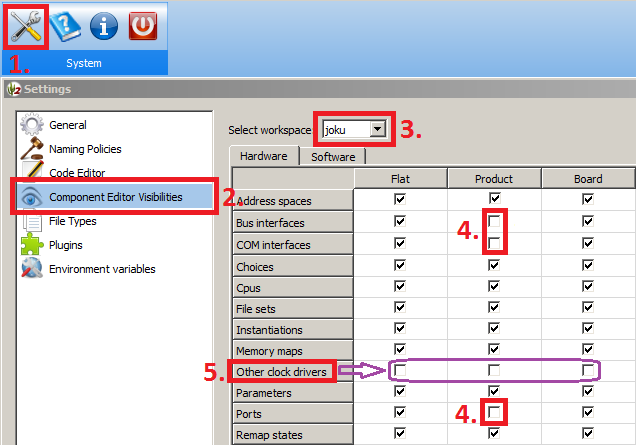 1.
System
Settings
General
Naming Policies
Code Editor
Component Editor Visibilities
2.
File Types
Plugins
Environment variables
Select workspace
joku
3.
Hardware
Software
Flat
Product
Board
Address spaces
Bus interfaces
4.
COM interfaces
Choices
Cpus
File sets
Instantiations
Memory maps
5.
Other clock drivers
Parameters
Ports
4.
Remap states